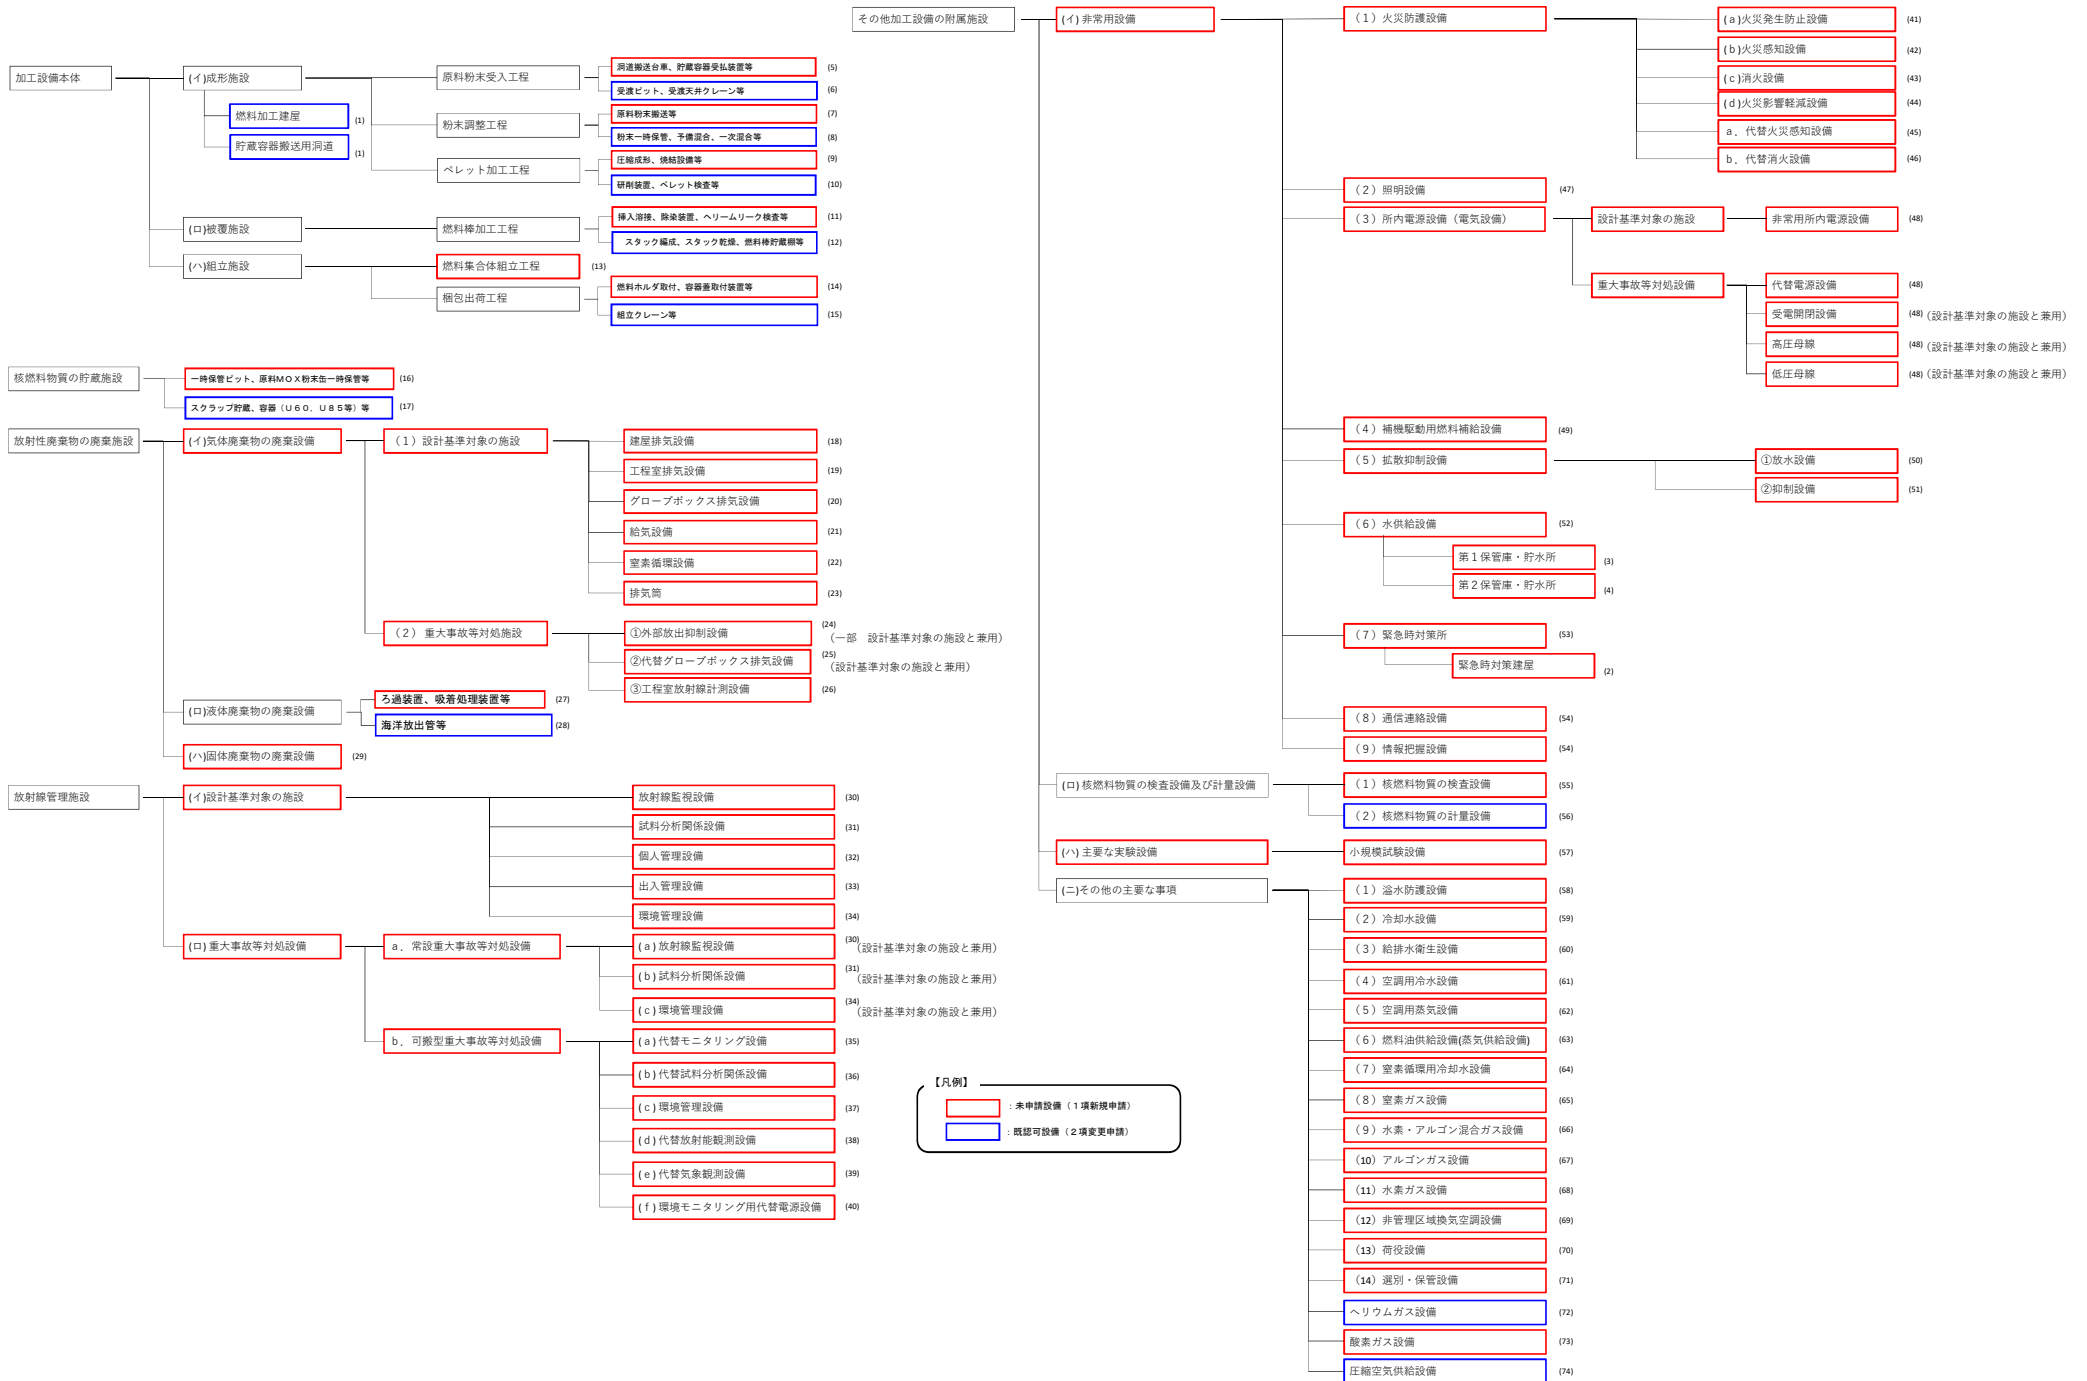 加工設備本体
(イ)成形施設
燃料加工建屋
(1)
貯蔵容器搬送用洞道
(1)
原料粉末受入工程
洞道搬送台車、貯蔵容器受払装置等
(5)
受渡ピット、受渡天井クレーン等
(6)
粉末調整工程
原料粉末搬送等
(7)
粉末一時保管、予備混合、一次混合等
(8)
ペレット加工工程
圧縮成形、焼結設備等
(9)
研削装置、ペレット検査等
(10)
(ロ)被覆施設
燃料棒加工工程
挿入溶接、除染装置、ヘリームリーク検査等
(11)
スタック編成、スタック乾燥、燃料棒貯蔵棚等
(12)
(ハ)組立施設
燃料集合体組立工程
(13)
梱包出荷工程
燃料ホルダ取付、容器蓋取付装置等
(14)
組立クレーン等
(15)
核燃料物質の貯蔵施設
一時保管ピット、原料MOX粉末缶一時保管等
(16)
スクラップ貯蔵、容器（U60、U85等）等
(17)
放射性廃棄物の廃棄施設
(イ)気体廃棄物の廃棄設備
（1）設計基準対象の施設
建屋排気設備
(18)
工程室排気設備
(19)
グローブボックス排気設備
(20)
給気設備
(21)
窒素循環設備
(22)
排気筒
(23)
（2）重大事故等対処施設
①外部放出抑制設備
(24)
（一部　設計基準対象の施設と兼用）
②代替グローブボックス排気設備
(25)
（設計基準対象の施設と兼用）
③工程室放射線計測設備
(26)
(ロ)液体廃棄物の廃棄設備
ろ過装置、吸着処理装置等
(27)
海洋放出管等
(28)
(ハ)固体廃棄物の廃棄設備
(29)
放射線管理施設
(イ)設計基準対象の施設
放射線監視設備
(30)
試料分析関係設備
(31)
個人管理設備
(32)
出入管理設備
(33)
環境管理設備
(34)
(ロ)重大事故等対処設備
a．常設重大事故等対処設備
(a)放射線監視設備
(30)
（設計基準対象の施設と兼用）
(b)試料分析関係設備
(31)
（設計基準対象の施設と兼用）
(c)環境管理設備
(34)
（設計基準対象の施設と兼用）
b．可搬型重大事故等対処設備
(a)代替モニタリング設備
(35)
(b)代替試料分析関係設備
(36)
(c)環境管理設備
(37)
(d)代替放射能観測設備
(38)
(e)代替気象観測設備
(39)
(f)環境モニタリング用代替電源設備
(40)
その他加工設備の附属施設
(イ)非常用設備
（1）火災防護設備
(a)火災発生防止設備
(41)
(b)火災感知設備
(42)
(c)消火設備
(43)
(d)火災影響軽減設備
(44)
a．代替火災感知設備
(45)
b．代替消火設備
(46)
（2）照明設備
(47)
（3）所内電源設備（電気設備）
設計基準対象の施設
非常用所内電源設備
(48)
重大事故等対処設備
代替電源設備
(48)
受電開閉設備
(48)（設計基準対象の施設と兼用）
高圧母線
(48)（設計基準対象の施設と兼用）
低圧母線
(48)（設計基準対象の施設と兼用）
（4）補機駆動用燃料補給設備
(49)
（5）拡散抑制設備
①放水設備
(50)
②抑制設備
(51)
（6）水供給設備
(52)
第1保管庫・貯水所
(3)
第2保管庫・貯水所
(4)
（7）緊急時対策所
(53)
緊急時対策建屋
(2)
（8）通信連絡設備
(54)
（9）情報把握設備
(54)
(ロ)核燃料物質の検査設備及び計量設備
（1）核燃料物質の検査設備
(55)
（2）核燃料物質の計量設備
(56)
(ハ)主要な実験設備
小規模試験設備
(57)
(ニ)その他の主要な事項
（1）溢水防護設備
(58)
（2）冷却水設備
(59)
（3）給排水衛生設備
(60)
（4）空調用冷水設備
(61)
（5）空調用蒸気設備
(62)
（6）燃料油供給設備(蒸気供給設備)
(63)
（7）窒素循環用冷却水設備
(64)
（8）窒素ガス設備
(65)
（9）水素・アルゴン混合ガス設備
(66)
（10）アルゴンガス設備
(67)
（11）水素ガス設備
(68)
（12）非管理区域換気空調設備
(69)
（13）荷役設備
(70)
（14）選別・保管設備
(71)
ヘリウムガス設備
(72)
酸素ガス設備
(73)
圧縮空気供給設備
(74)
【凡例】
：未申請設備（1項新規申請）
：既認可設備（2項変更申請）